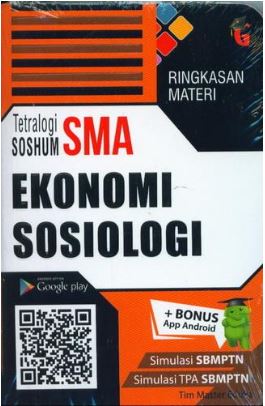 RINGKASAN
MATERI
Tetralogi
SOSHUM SMA
EKONOMI
SOSIOLOGI
Google play
+ BONUS
App Android
Simulasi SBMPTN
Simulasi TPA SBMPTN
Tim Master